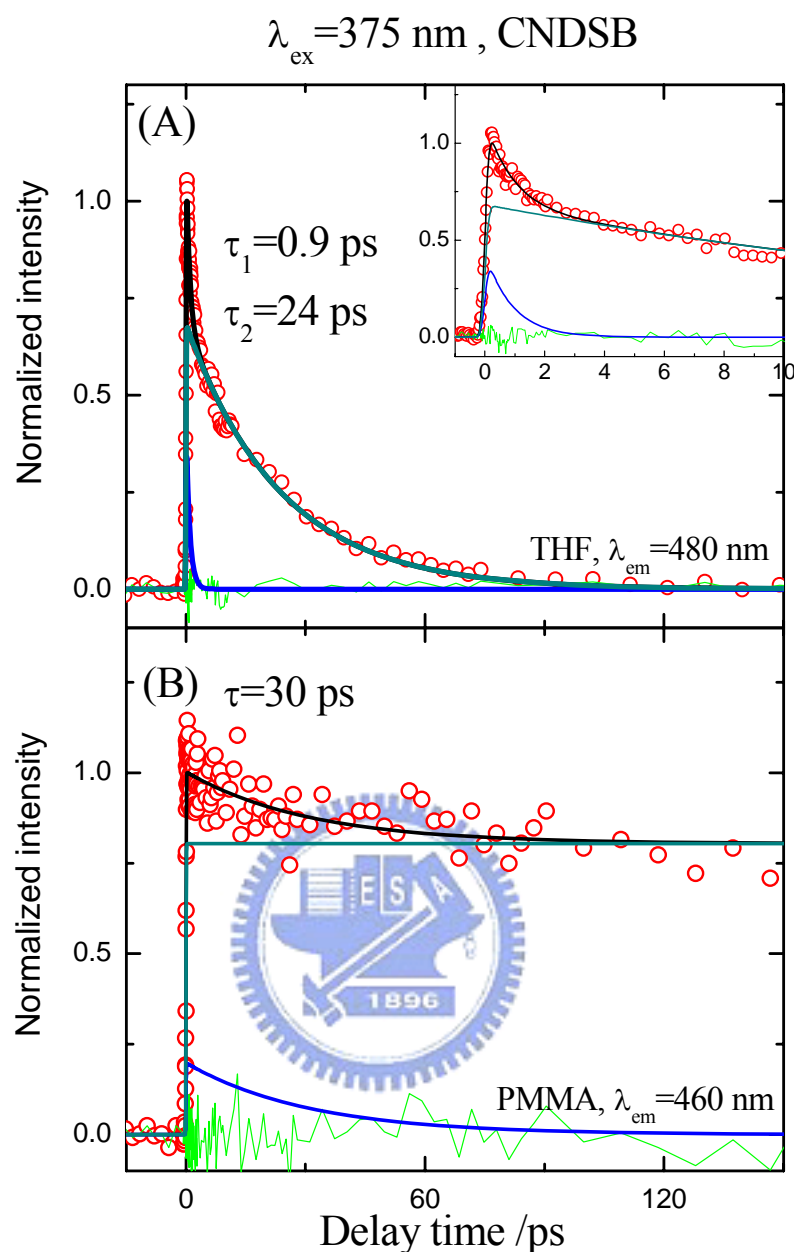 λex=375 nm , CNDSB
(A)
τ1=0.9 ps
τ2=24 ps
1.0
0.5
0.0
0 2 4 6 8 10
Normalized intensity
1.0
0.5
0.0
THF, λem=480 nm
(B) τ=30 ps
Normalized intensity
1.0
0.5
0.0
E S A
1896
PMMA, λem=460 nm
0 60 120
Delay time /ps